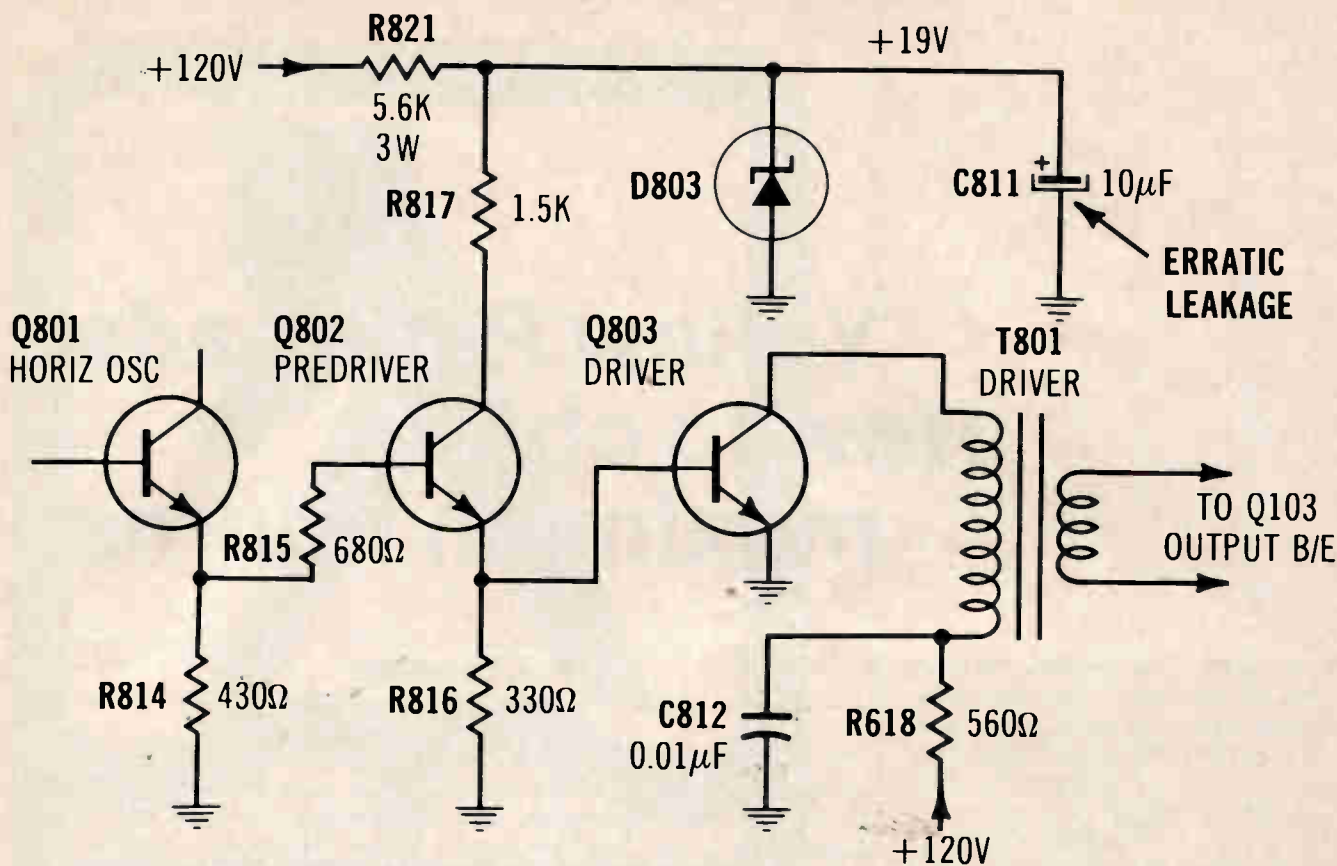 R821
+120V
5.6K
3W
+19V
R817
1.5K
D803
C811
+
10µF
ERRATIC
LEAKAGE
Q801
HORIZ OSC
Q802
PREDRIVER
Q803
DRIVER
T801
DRIVER
R815
680Ω
TO Q103
OUTPUT B/E
R814
430Ω
R816
330Ω
C812
0.01µF
R618
560Ω
+120V